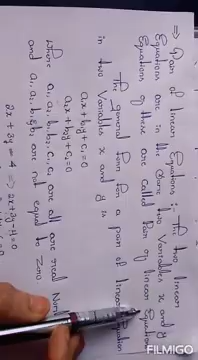 ⇒ Pair of linear Equations :- The two linear
Equations are in the same two variables x and y
Equations of these are called Pair of linear Equations
The general form for a pair of linear Equation
in two Variables x and y is
a₁x + b₁y + c₁ = 0
a₂x + b₂y + c₂ = 0
where a₁, a₂, b₁, b₂, c₁, c₂ are all are real Num
and a₁, a₂, b₁, b₂ are not equal to zero
2x + 3y = 4 ⇒ 2x + 3y - 4 = 0
FILMIGO